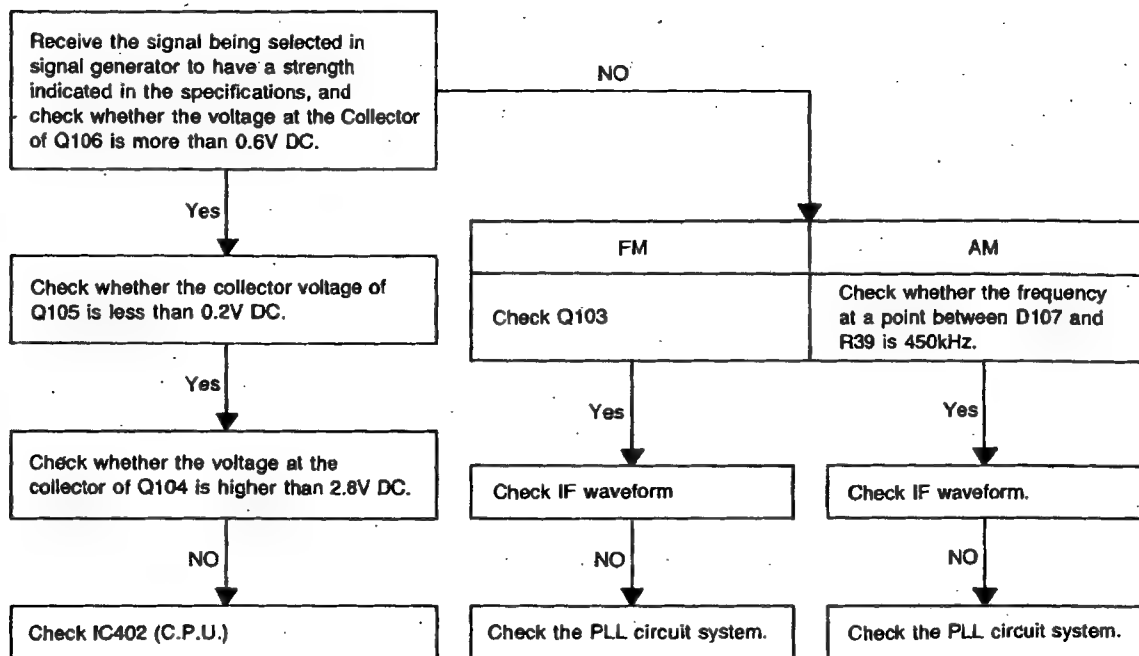 Receive the signal being selected in
signal generator to have a strength
indicated in the specifications, and
check whether the voltage at the Collector
of Q106 is more than 0.6V DC.
NO
Yes
FM
AM
Check whether the collector voltage of
Q105 is less than 0.2V DC.
Check Q103
Check whether the frequency
at a point between D107 and
R39 is 450kHz.
Yes
Yes
Yes
Check whether the voltage at the
collector of Q104 is higher than 2.8V DC.
Check IF waveform
Check IF waveform.
NO
NO
NO
Check IC402 (C.P.U.)
Check the PLL circuit system.
Check the PLL circuit system.